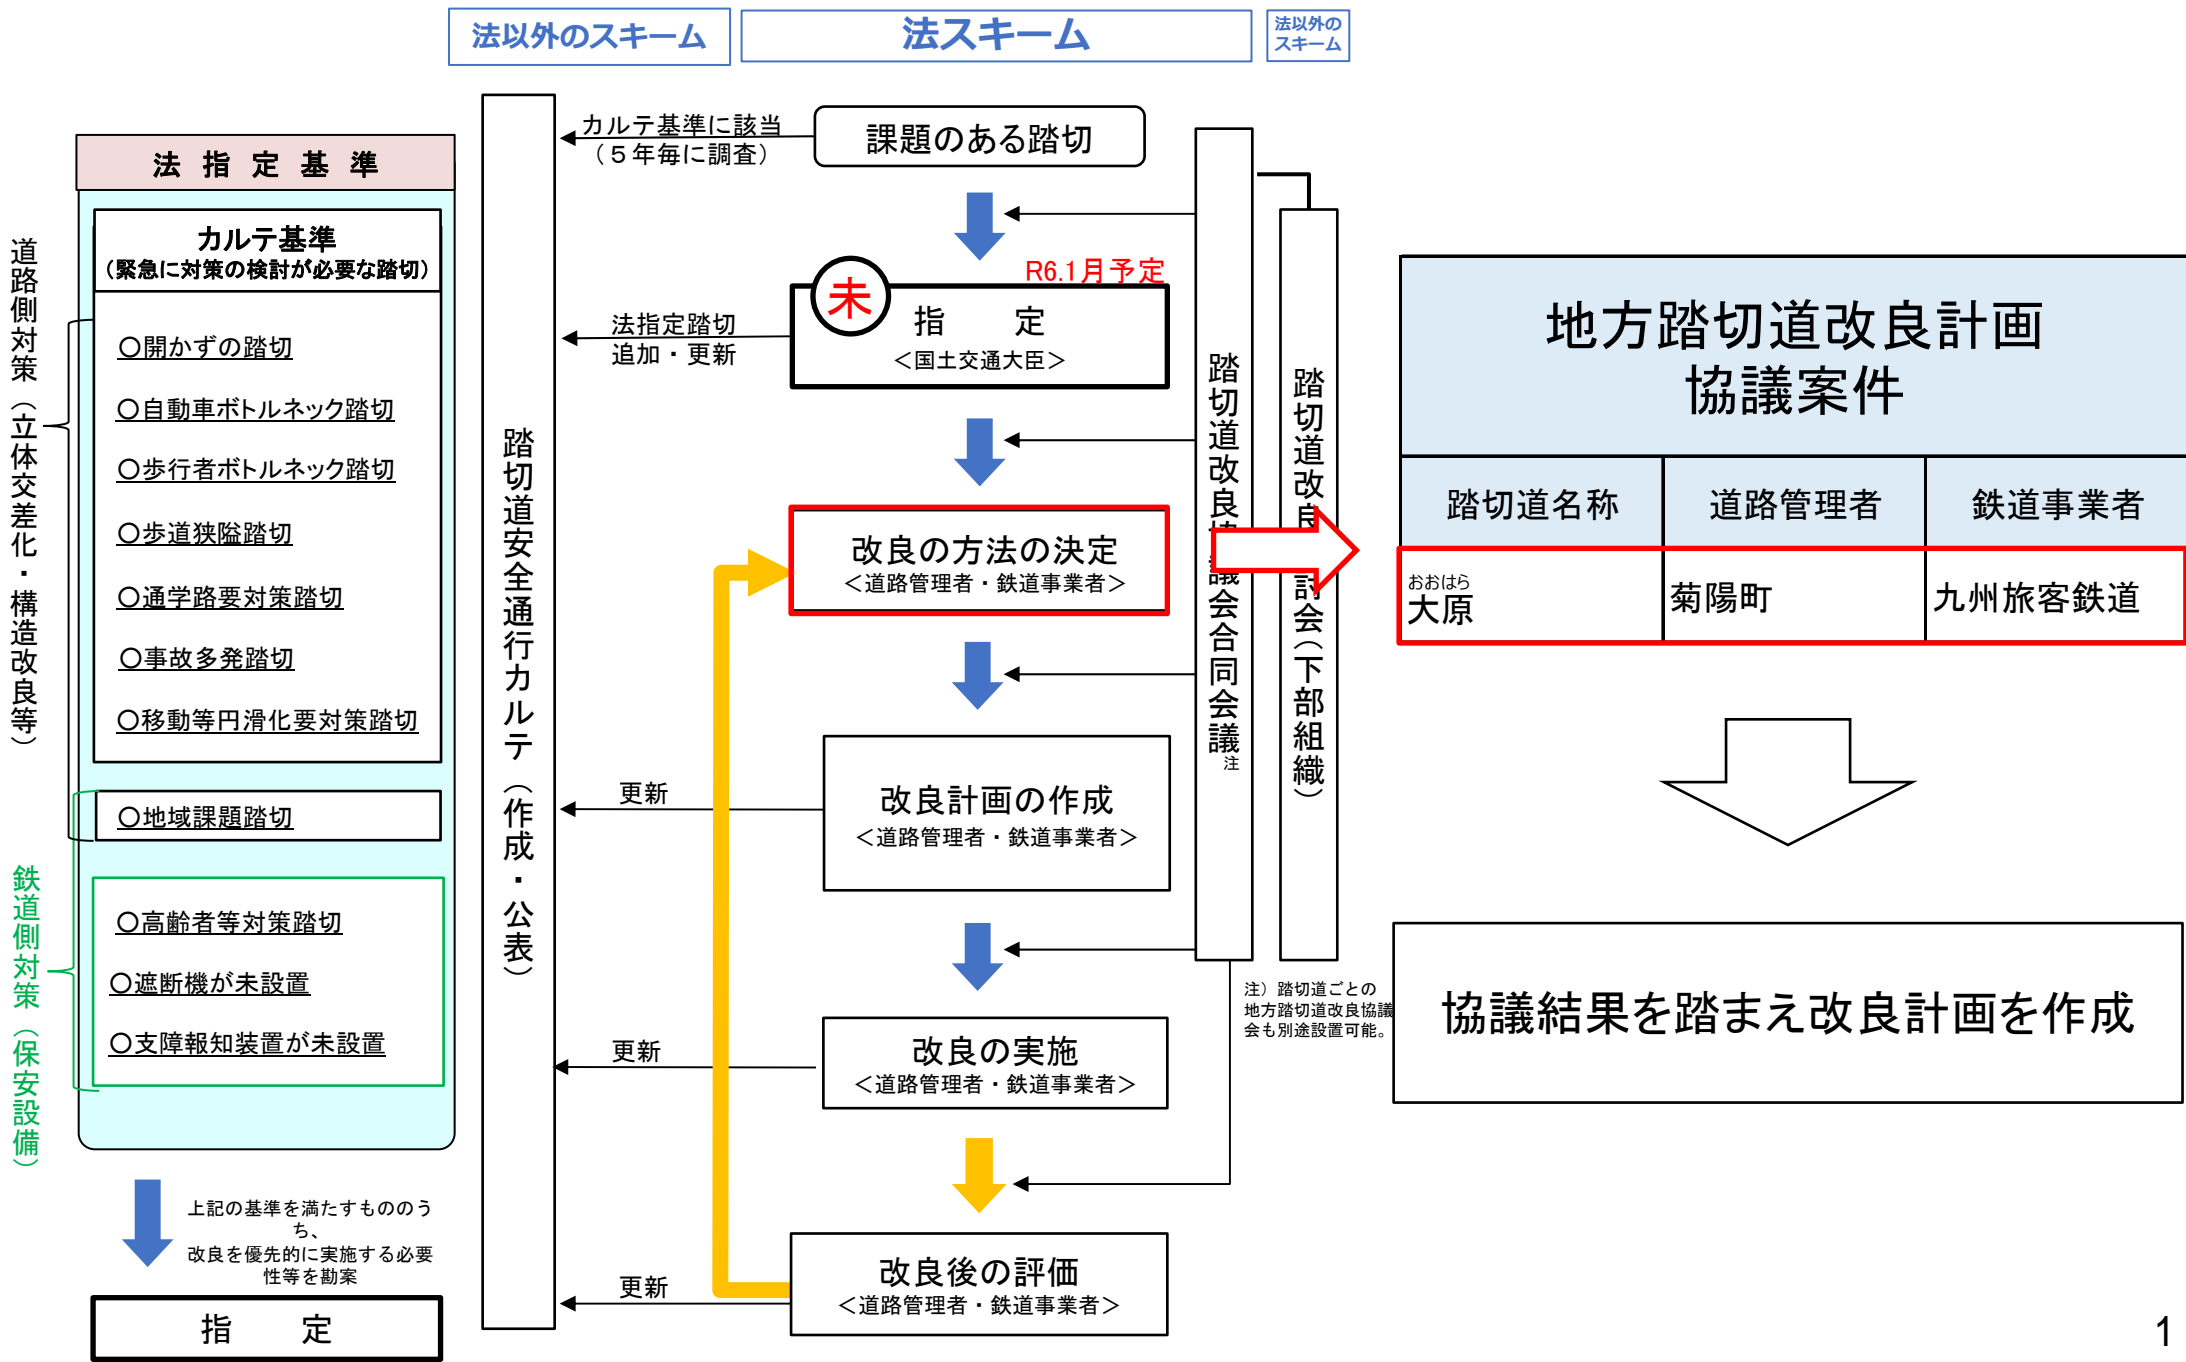 法以外のスキーム
法スキーム
法以外の
スキーム
法 指 定 基 準
カルテ基準
（緊急に対策の検討が必要な踏切）
〇開かずの踏切
〇自動車ボトルネック踏切
〇歩行者ボトルネック踏切
〇歩道狭隘踏切
〇通学路要対策踏切
〇事故多発踏切
〇移動等円滑化要対策踏切
〇地域課題踏切
〇高齢者等対策踏切
〇遮断機が未設置
〇支障報知装置が未設置
道路側対策（立体交差化・構造改良等）
鉄道側対策（保安設備）
上記の基準を満たすもののう
ち、
改良を優先的に実施する必要
性等を勘案
指　定
踏切道安全通行カルテ（作成・公表）
カルテ基準に該当
（５年毎に調査）
法指定踏切
追加・更新
更新
更新
更新
課題のある踏切
R6.1月予定
未
指　定
＜国土交通大臣＞
改良の方法の決定
＜道路管理者・鉄道事業者＞
改良計画の作成
＜道路管理者・鉄道事業者＞
改良の実施
＜道路管理者・鉄道事業者＞
改良後の評価
＜道路管理者・鉄道事業者＞
踏切道改良協議会合同会議 注
踏切道改良検討会（下部組織）
注）踏切道ごとの
地方踏切道改良協議
会も別途設置可能。
地方踏切道改良計画
協議案件
踏切道名称 道路管理者 鉄道事業者
おおはら
大原 菊陽町 九州旅客鉄道
協議結果を踏まえ改良計画を作成
1